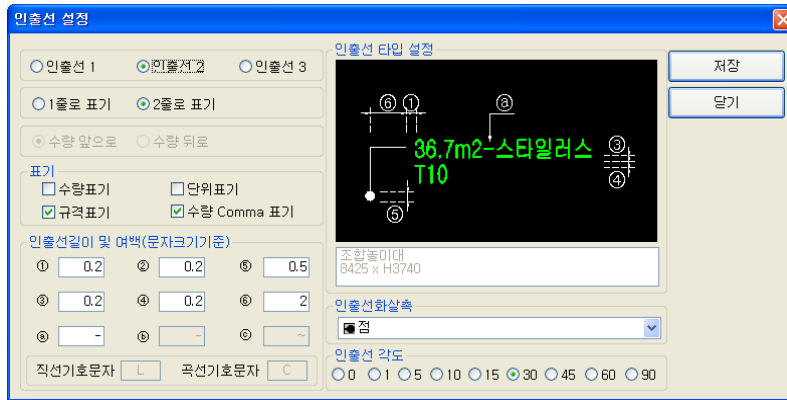 인출선 설정
인출선 1 인출선 2 인출선 3
1줄로 표기 2줄로 표기
수량 앞으로 수량 뒤로
표기
수량표기 단위표기
규격표기 수량 Comma 표기
인출선길이 및 여백(문자크기기준)
① 0.2 ② 0.2 ⑤ 0.5
③ 0.2 ④ 0.2 ⑥ 2
ⓐ - ⓑ - ⓒ ~
직선기호문자 L 곡선기호문자 C
인출선 타입 설정
⑥ ① ⓐ
36.7m2-스타일러스 ③
T10 ④
⑤
조합놀이대
8425 x H3740
인출선화살촉
점
인출선 각도
0 1 5 10 15 30 45 60 90
저장
닫기